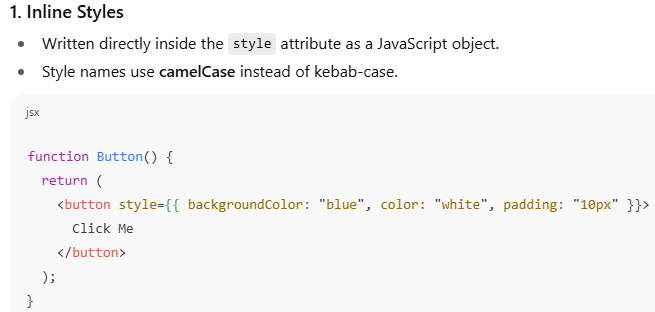 1. Inline Styles
• Written directly inside the style attribute as a JavaScript object.
• Style names use camelCase instead of kebab-case.
jsx
function Button() {
  return (
    <button style={{ backgroundColor: "blue", color: "white", padding: "10px" }}>
      Click Me
    </button>
  );
}